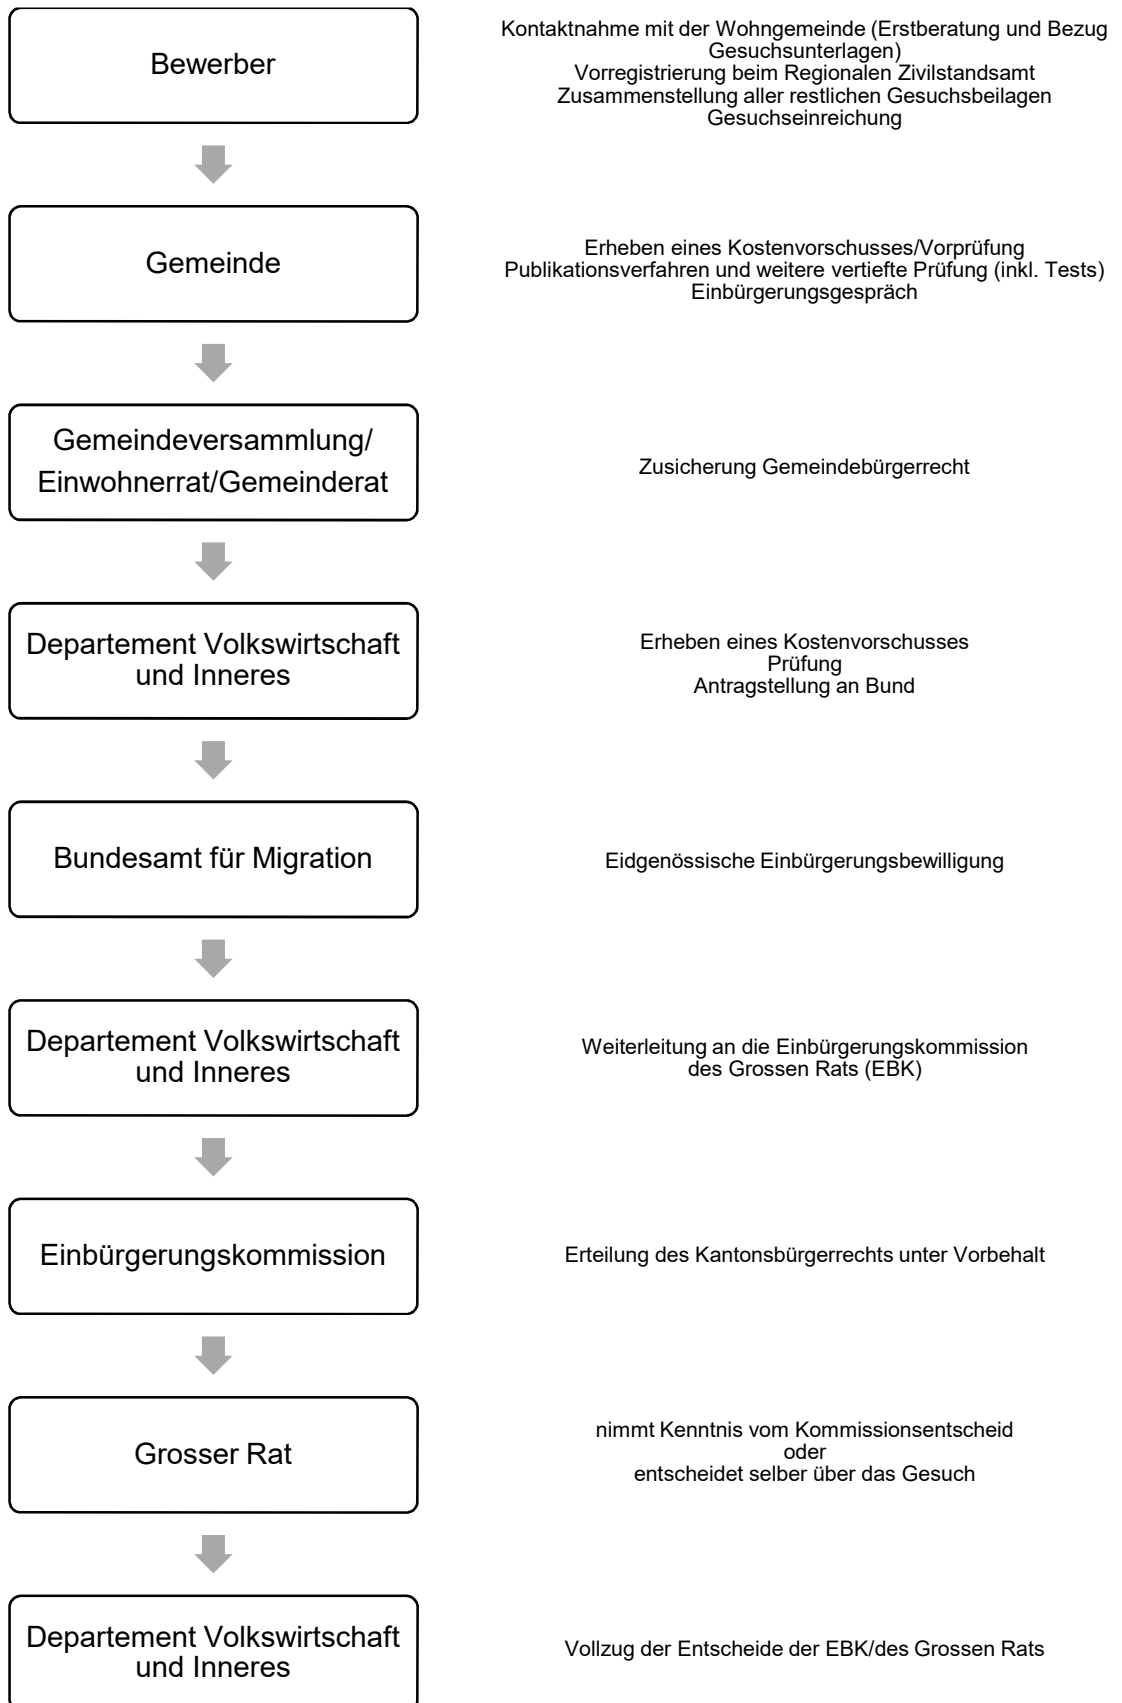 Bewerber
Kontaktnahme mit der Wohngemeinde (Erstberatung und Bezug
Gesuchsunterlagen)
Vorregistrierung beim Regionalen Zivilstandsamt
Zusammenstellung aller restlichen Gesuchsbeilagen
Gesuchseinreichung
Gemeinde
Erheben eines Kostenvorschusses/Vorprüfung
Publikationsverfahren und weitere vertiefte Prüfung (inkl. Tests)
Einbürgerungsgespräch
Gemeindeversammlung/
Einwohnerrat/Gemeinderat
Zusicherung Gemeindebürgerrecht
Departement Volkswirtschaft
und Inneres
Erheben eines Kostenvorschusses
Prüfung
Antragstellung an Bund
Bundesamt für Migration
Eidgenössische Einbürgerungsbewilligung
Departement Volkswirtschaft
und Inneres
Weiterleitung an die Einbürgerungskommission
des Grossen Rats (EBK)
Einbürgerungskommission
Erteilung des Kantonsbürgerrechts unter Vorbehalt
Grosser Rat
nimmt Kenntnis vom Kommissionsentscheid
oder
entscheidet selber über das Gesuch
Departement Volkswirtschaft
und Inneres
Vollzug der Entscheide der EBK/des Grossen Rats